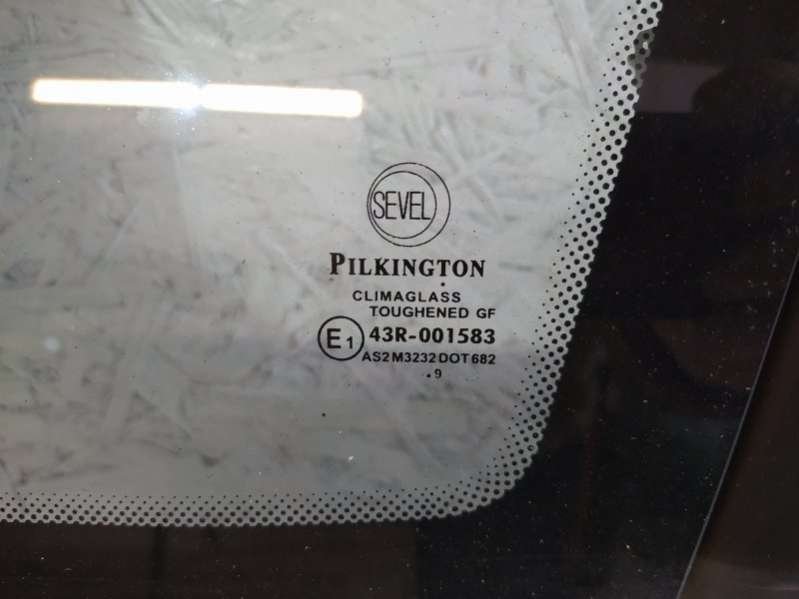 SEVEL
PILKINGTON
CLIMAGLASS
TOUGHENED GF
E1 43R-001583
AS2 M3232 DOT 682
.9